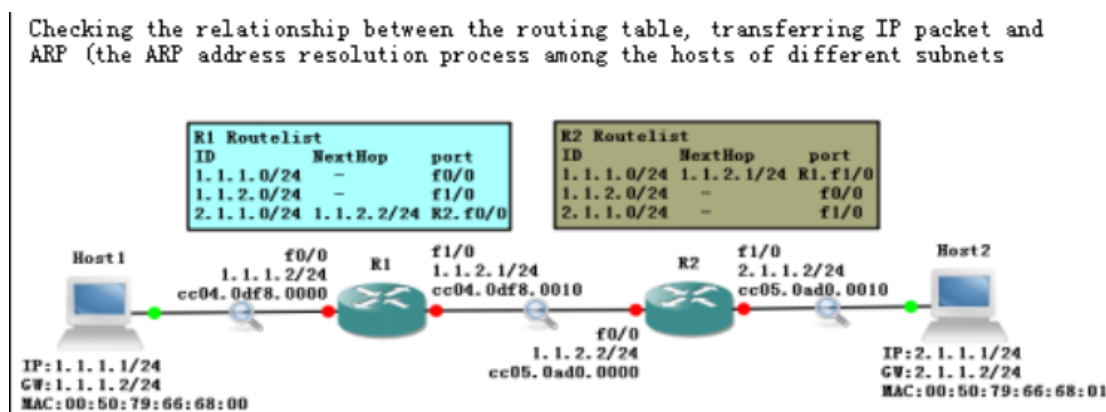 Checking the relationship between the routing table, transferring IP packet and
ARP (the ARP address resolution process among the hosts of different subnets
R1 Routelist
ID NextHop port
1.1.1.0/24 - f0/0
1.1.2.0/24 - f1/0
2.1.1.0/24 1.1.2.2/24 R2.f0/0
R2 Routelist
ID NextHop port
1.1.1.0/24 1.1.2.1/24 R1.f1/0
1.1.2.0/24 - f0/0
2.1.1.0/24 - f1/0
Host1
f0/0
1.1.1.2/24
cc04.0df8.0000
R1
f1/0
1.1.2.1/24
cc04.0df8.0010
R2
f1/0
2.1.1.2/24
cc05.0ad0.0010
Host2
f0/0
1.1.2.2/24
cc05.0ad0.0000
IP:1.1.1.1/24
GW:1.1.1.2/24
MAC:00:50:79:66:68:00
IP:2.1.1.1/24
GW:2.1.1.2/24
MAC:00:50:79:66:68:01